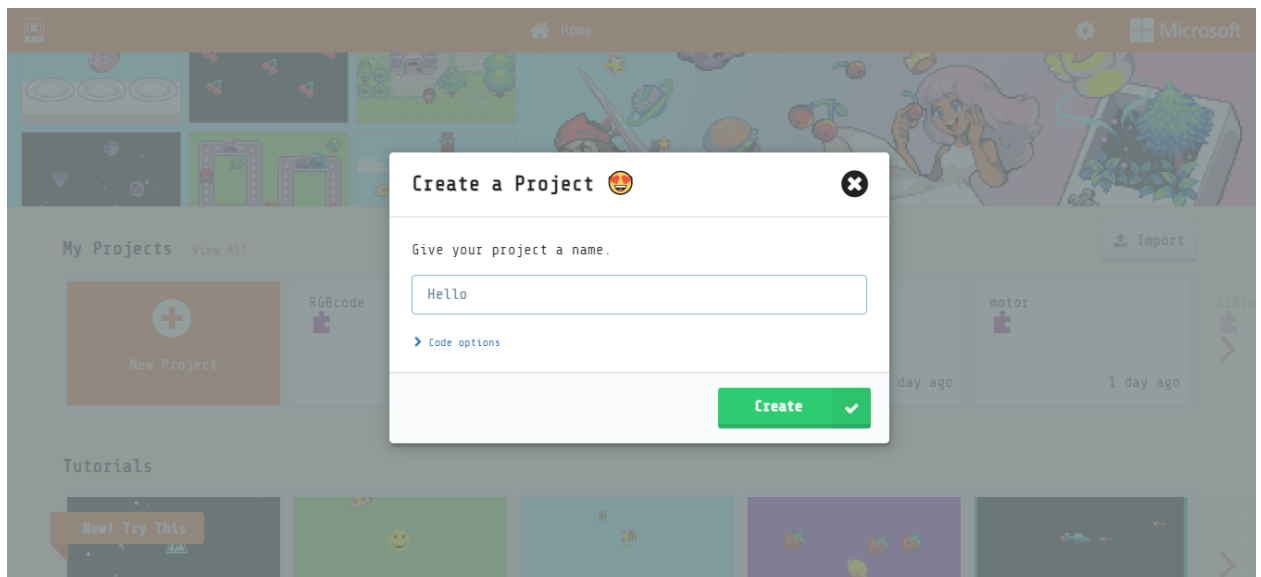 Home
Microsoft
Create a Project
My Projects View All
Import
Give your project a name.
Hello
RGBcode
motor
Code options
New Project
day ago
1 day ago
Create
Tutorials
New! Try This